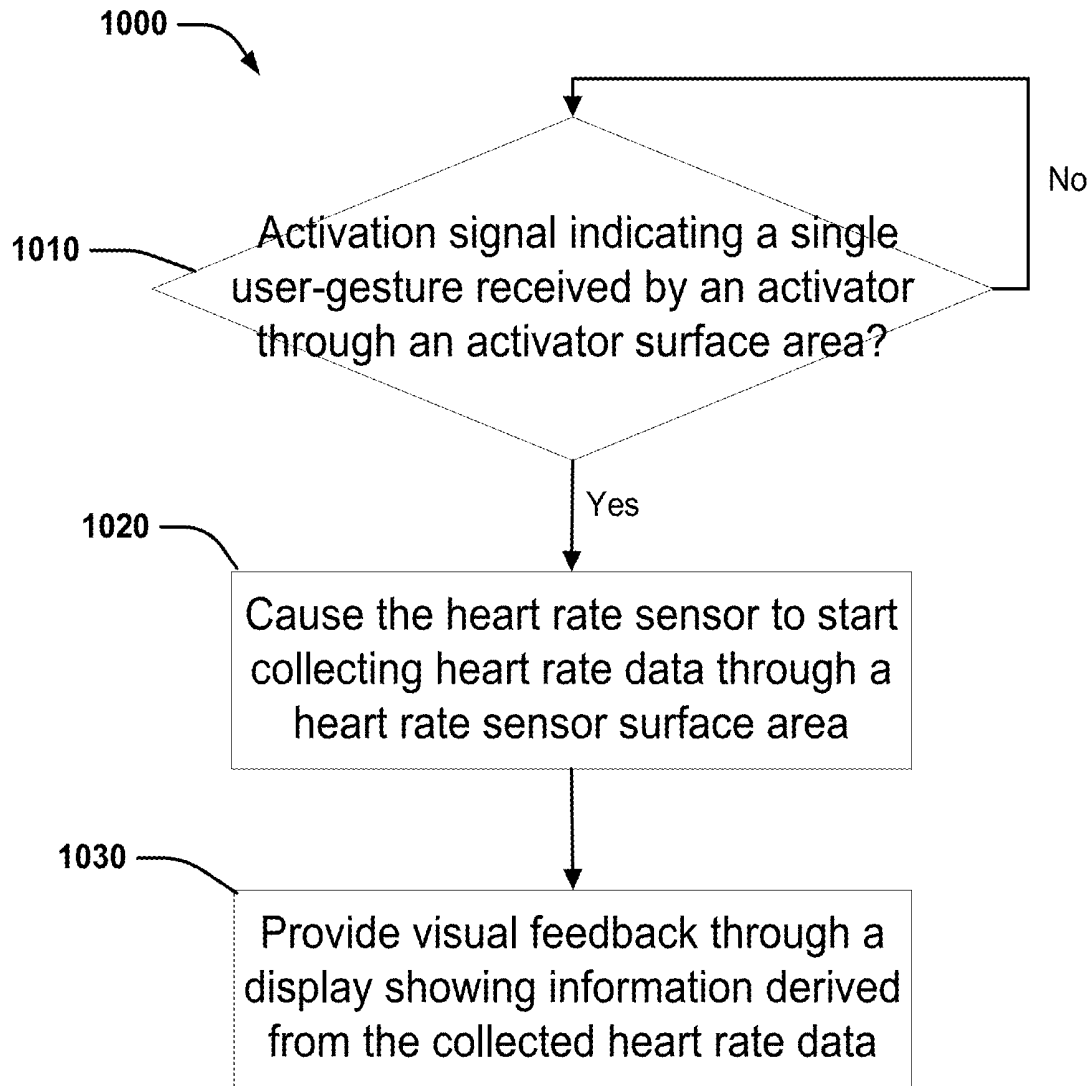 1000
No
1010
Activation signal indicating a single
user-gesture received by an activator
through an activator surface area?
Yes
1020
Cause the heart rate sensor to start
collecting heart rate data through a
heart rate sensor surface area
1030
Provide visual feedback through a
display showing information derived
from the collected heart rate data